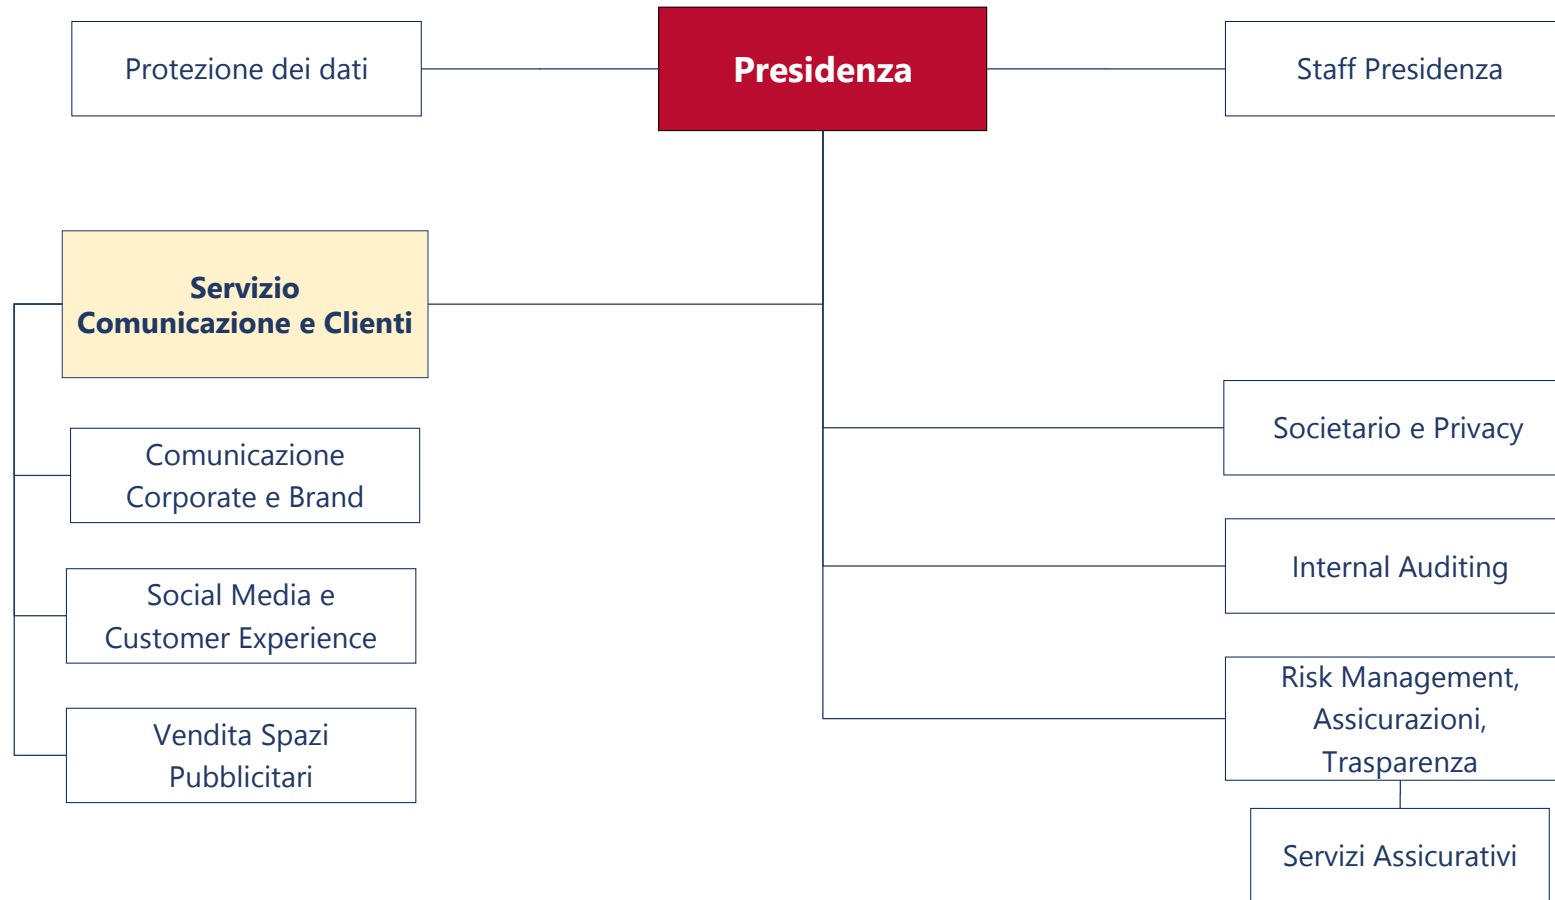 Protezione dei dati
Presidenza
Staff Presidenza
Servizio
Comunicazione e Clienti
Comunicazione
Corporate e Brand
Social Media e
Customer Experience
Vendita Spazi
Pubblicitari
Societario e Privacy
Internal Auditing
Risk Management,
Assicurazioni,
Trasparenza
Servizi Assicurativi